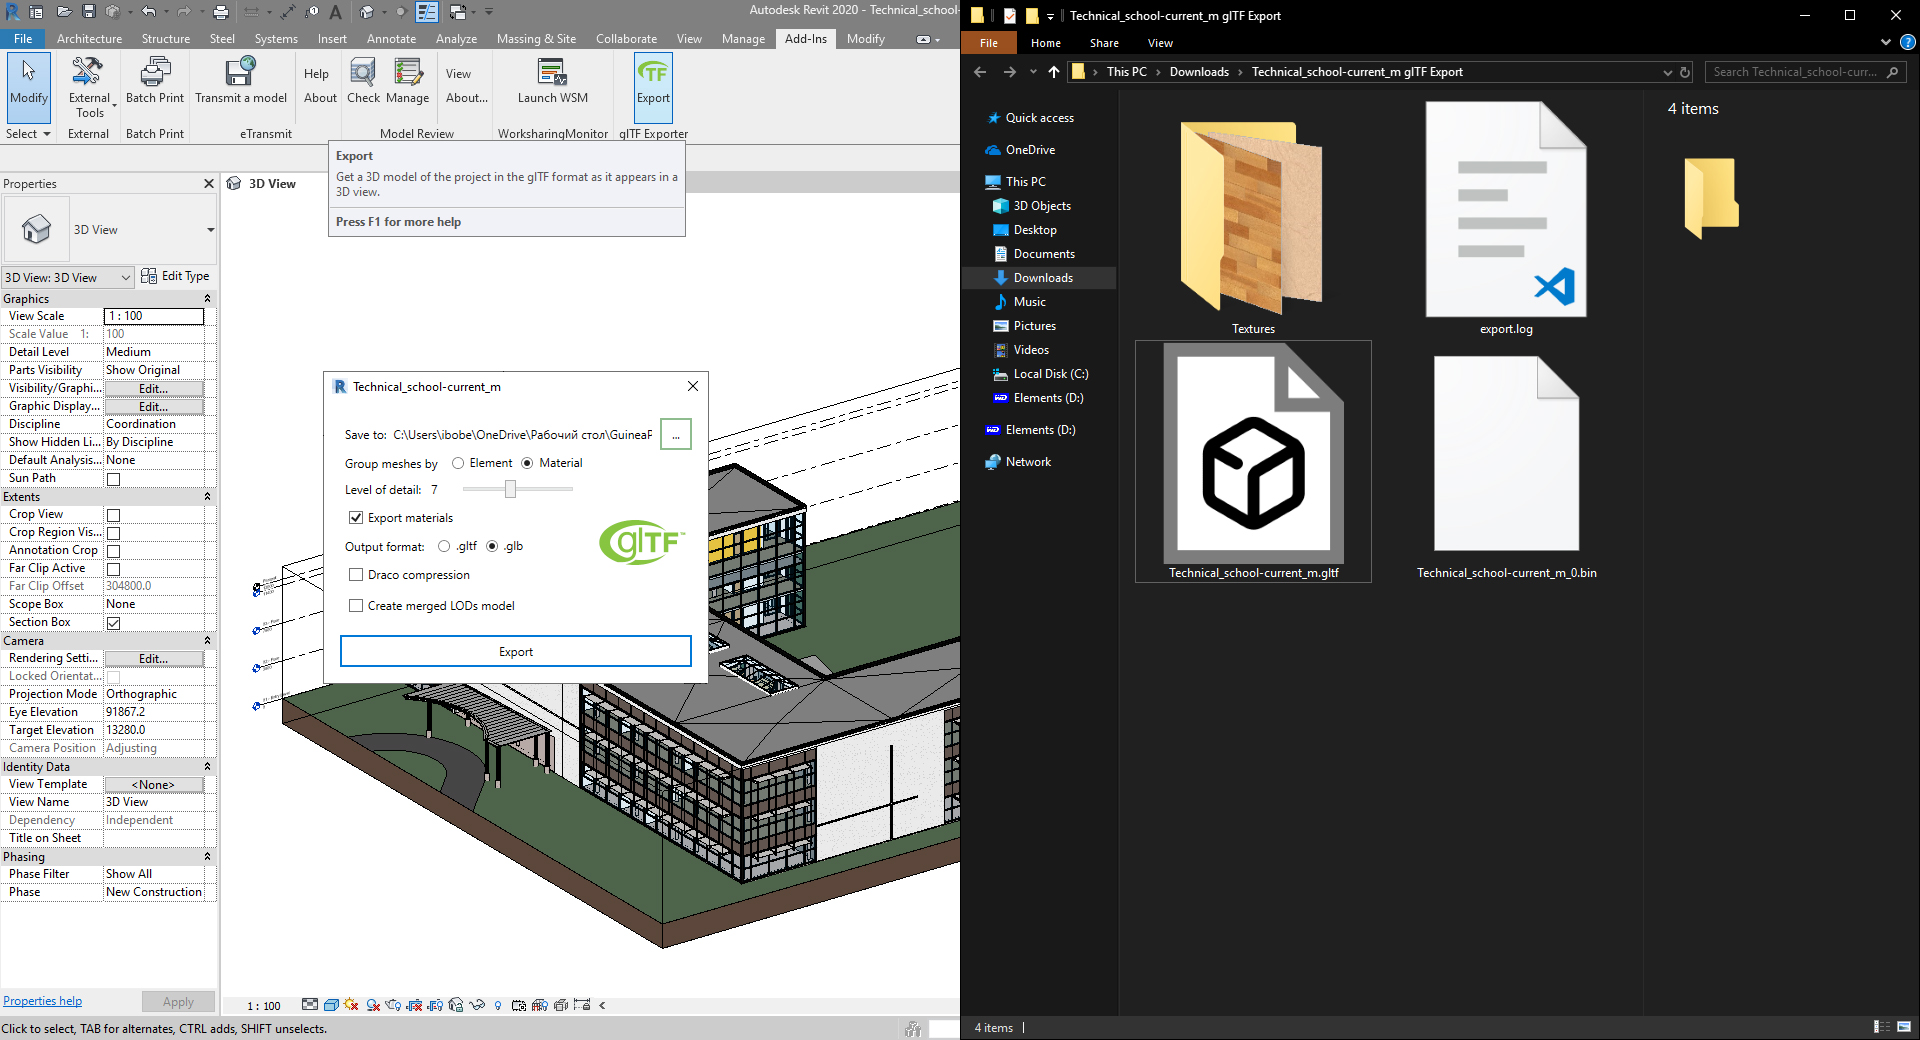 Autodesk Revit 2020 - Technical_school-
File
Architecture
Structure
Steel
Systems
Insert
Annotate
Analyze
Massing & Site
Collaborate
View
Manage
Add-Ins
Modify
Modify
External
Tools
Batch Print
Transmit a model
Help
About
Check
Manage
View
About...
Launch WSM
Export
Select
External
Batch Print
eTransmit
Model Review
WorksharingMonitor
glTF Exporter
Export
Get a 3D model of the project in the glTF format as it appears in a
3D view.
Press F1 for more help
Properties
3D View
3D View
3D View: 3D View
Edit Type
Graphics
View Scale 1 : 100
Scale Value 1: 100
Detail Level Medium
Parts Visibility Show Original
Visibility/Graphi... Edit...
Graphic Display... Edit...
Discipline Coordination
Show Hidden Li... By Discipline
Default Analysis... None
Sun Path
Extents
Crop View
Crop Region Vis...
Annotation Crop
Far Clip Active
Far Clip Offset 304800.0
Scope Box None
Section Box
Camera
Rendering Setti... Edit...
Locked Orientat...
Projection Mode Orthographic
Eye Elevation 91867.2
Target Elevation 13280.0
Camera Position Adjusting
Identity Data
View Template <None>
View Name 3D View
Dependency Independent
Title on Sheet
Phasing
Phase Filter Show All
Phase New Construction
Properties help
Apply
Click to select, TAB for alternates, CTRL adds, SHIFT unselects.
1 : 100
Technical_school-current_m
Save to: C:\Users\ibobe\OneDrive\Рабочий стол\GuineaF
...
Group meshes by Element Material
Level of detail: 7
Export materials
Output format: .gltf .glb
Draco compression
Create merged LODs model
glTF™
Export
Technical_school-current_m glTF Export
File
Home
Share
View
This PC
Downloads
Technical_school-current_m glTF Export
Search Technical_school-curr...
Quick access
OneDrive
This PC
3D Objects
Desktop
Documents
Downloads
Music
Pictures
Videos
Local Disk (C:)
Elements (D:)
Elements (D:)
Network
Textures
export.log
Technical_school-current_m.gltf
Technical_school-current_m_0.bin
4 items
4 items